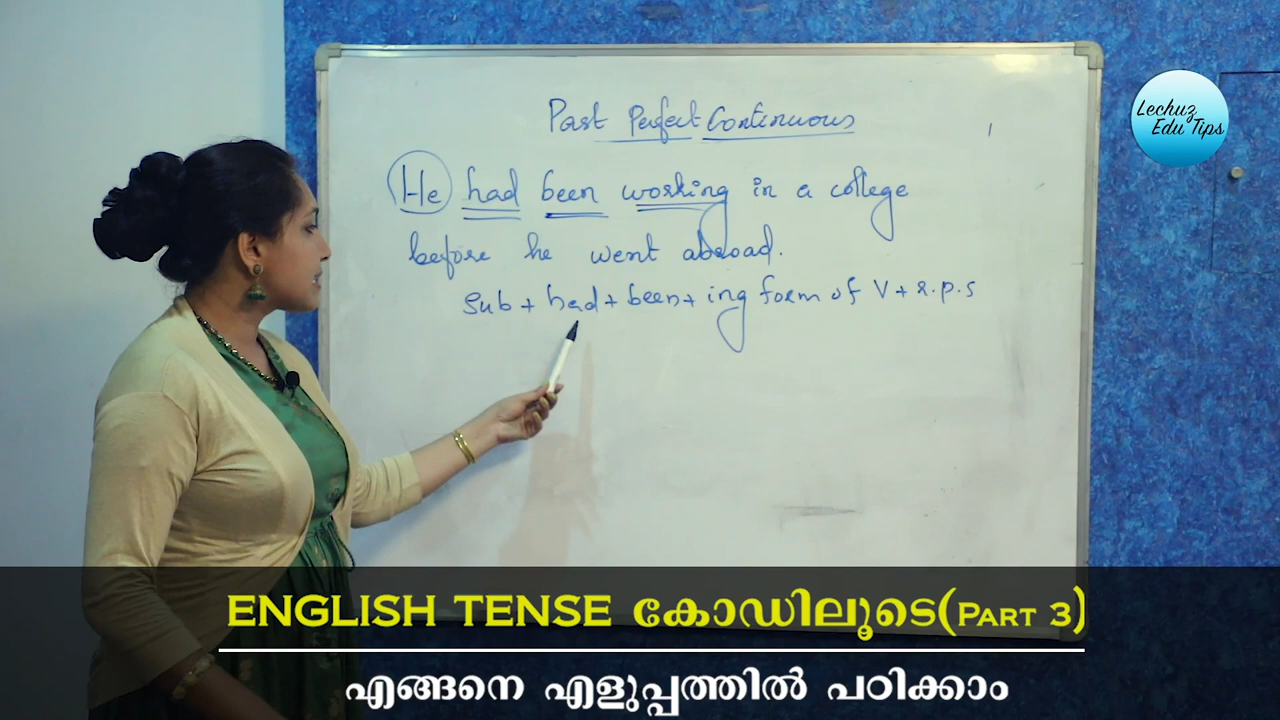 Past Perfect Continuous
He had been working in a college
before he went abroad.
Sub + had + been + ing form of V + r.p.s
Lechuz
Edu Tips
ENGLISH TENSE കോഡിലൂടെ(Part 3)
എങ്ങനെ എളുപ്പത്തിൽ പഠിക്കാം